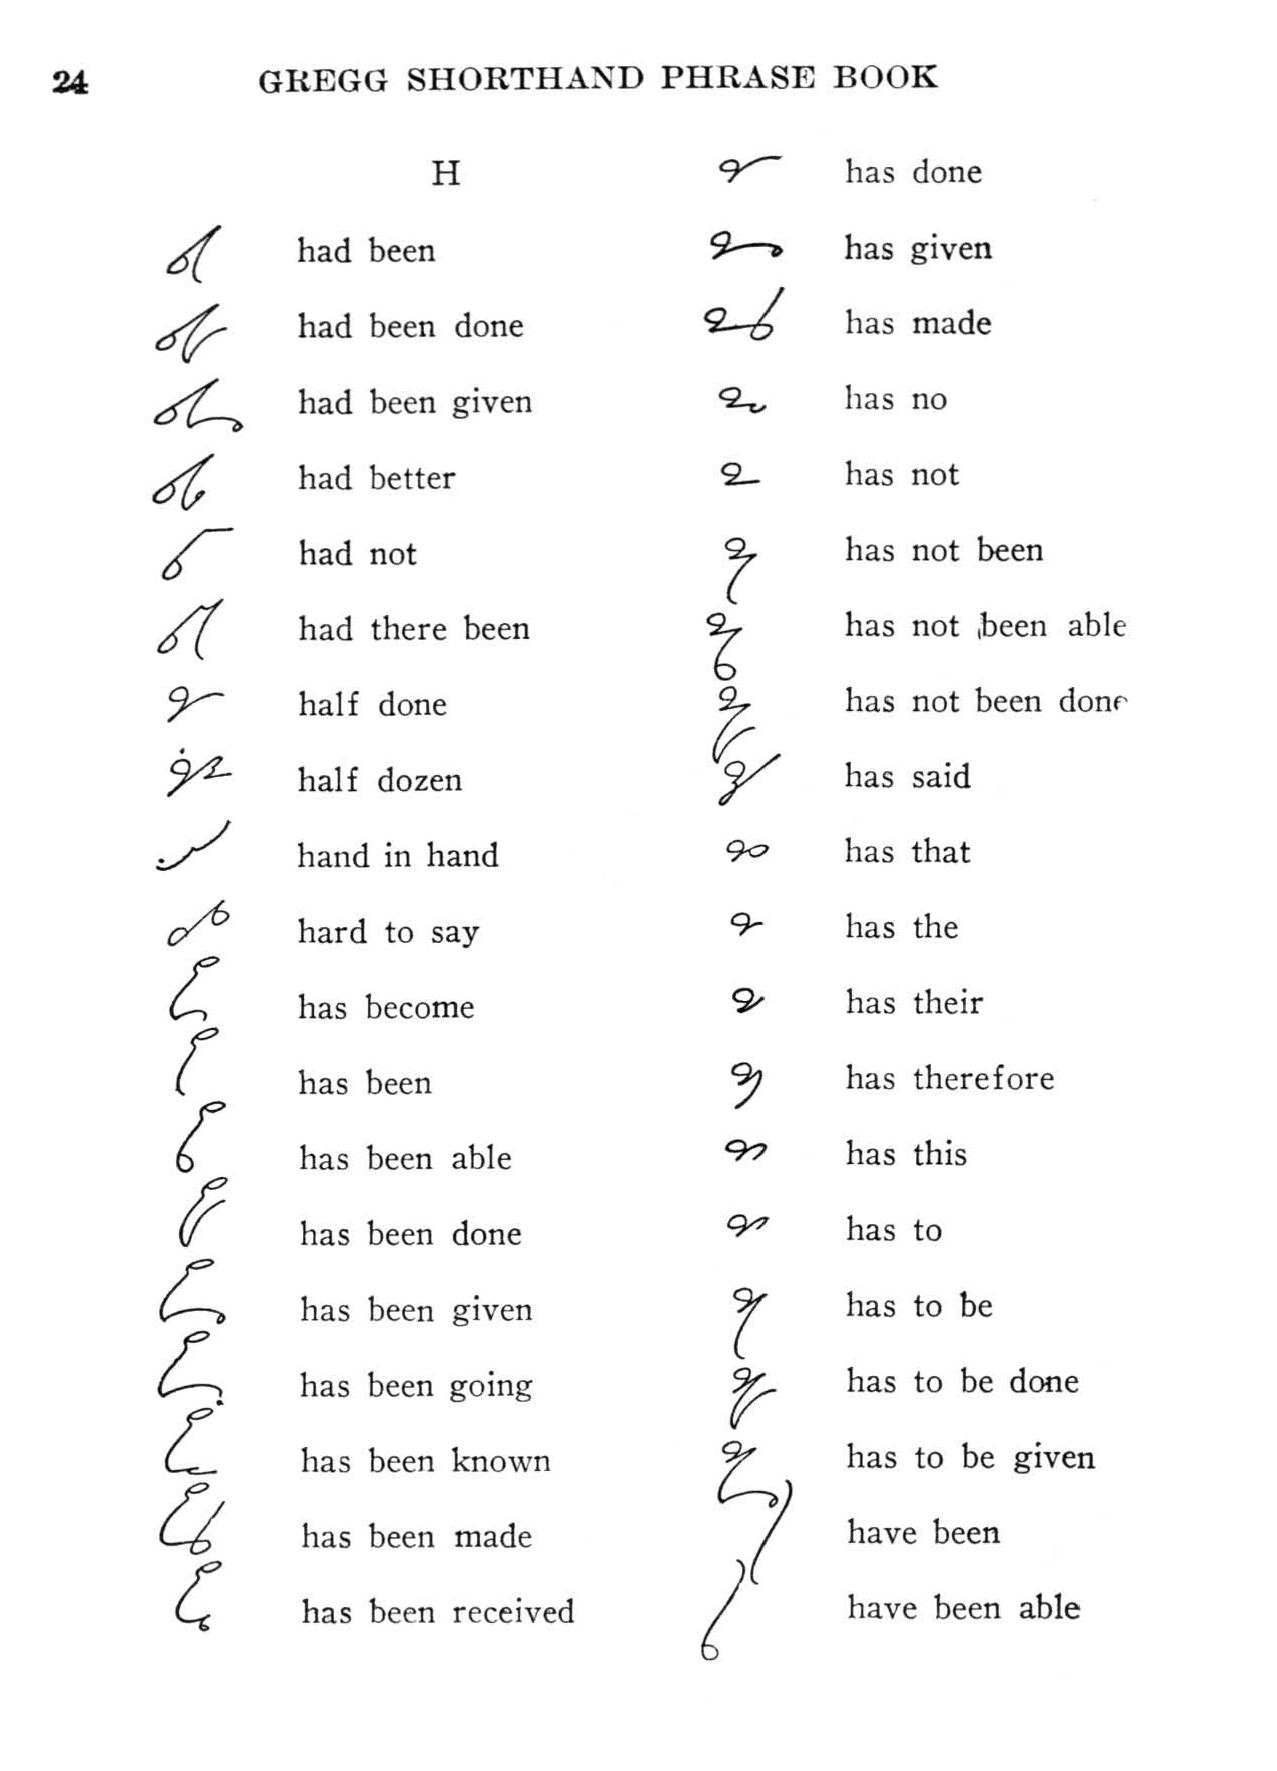 24 GREGG SHORTHAND PHRASE BOOK
H
had been
had been done
had been given
had better
had not
had there been
half done
half dozen
hand in hand
hard to say
has become
has been
has been able
has been done
has been given
has been going
has been known
has been made
has been received
has done
has given
has made
has no
has not
has not been
has not been able
has not been done
has said
has that
has the
has their
has therefore
has this
has to
has to be
has to be done
has to be given
have been
have been able